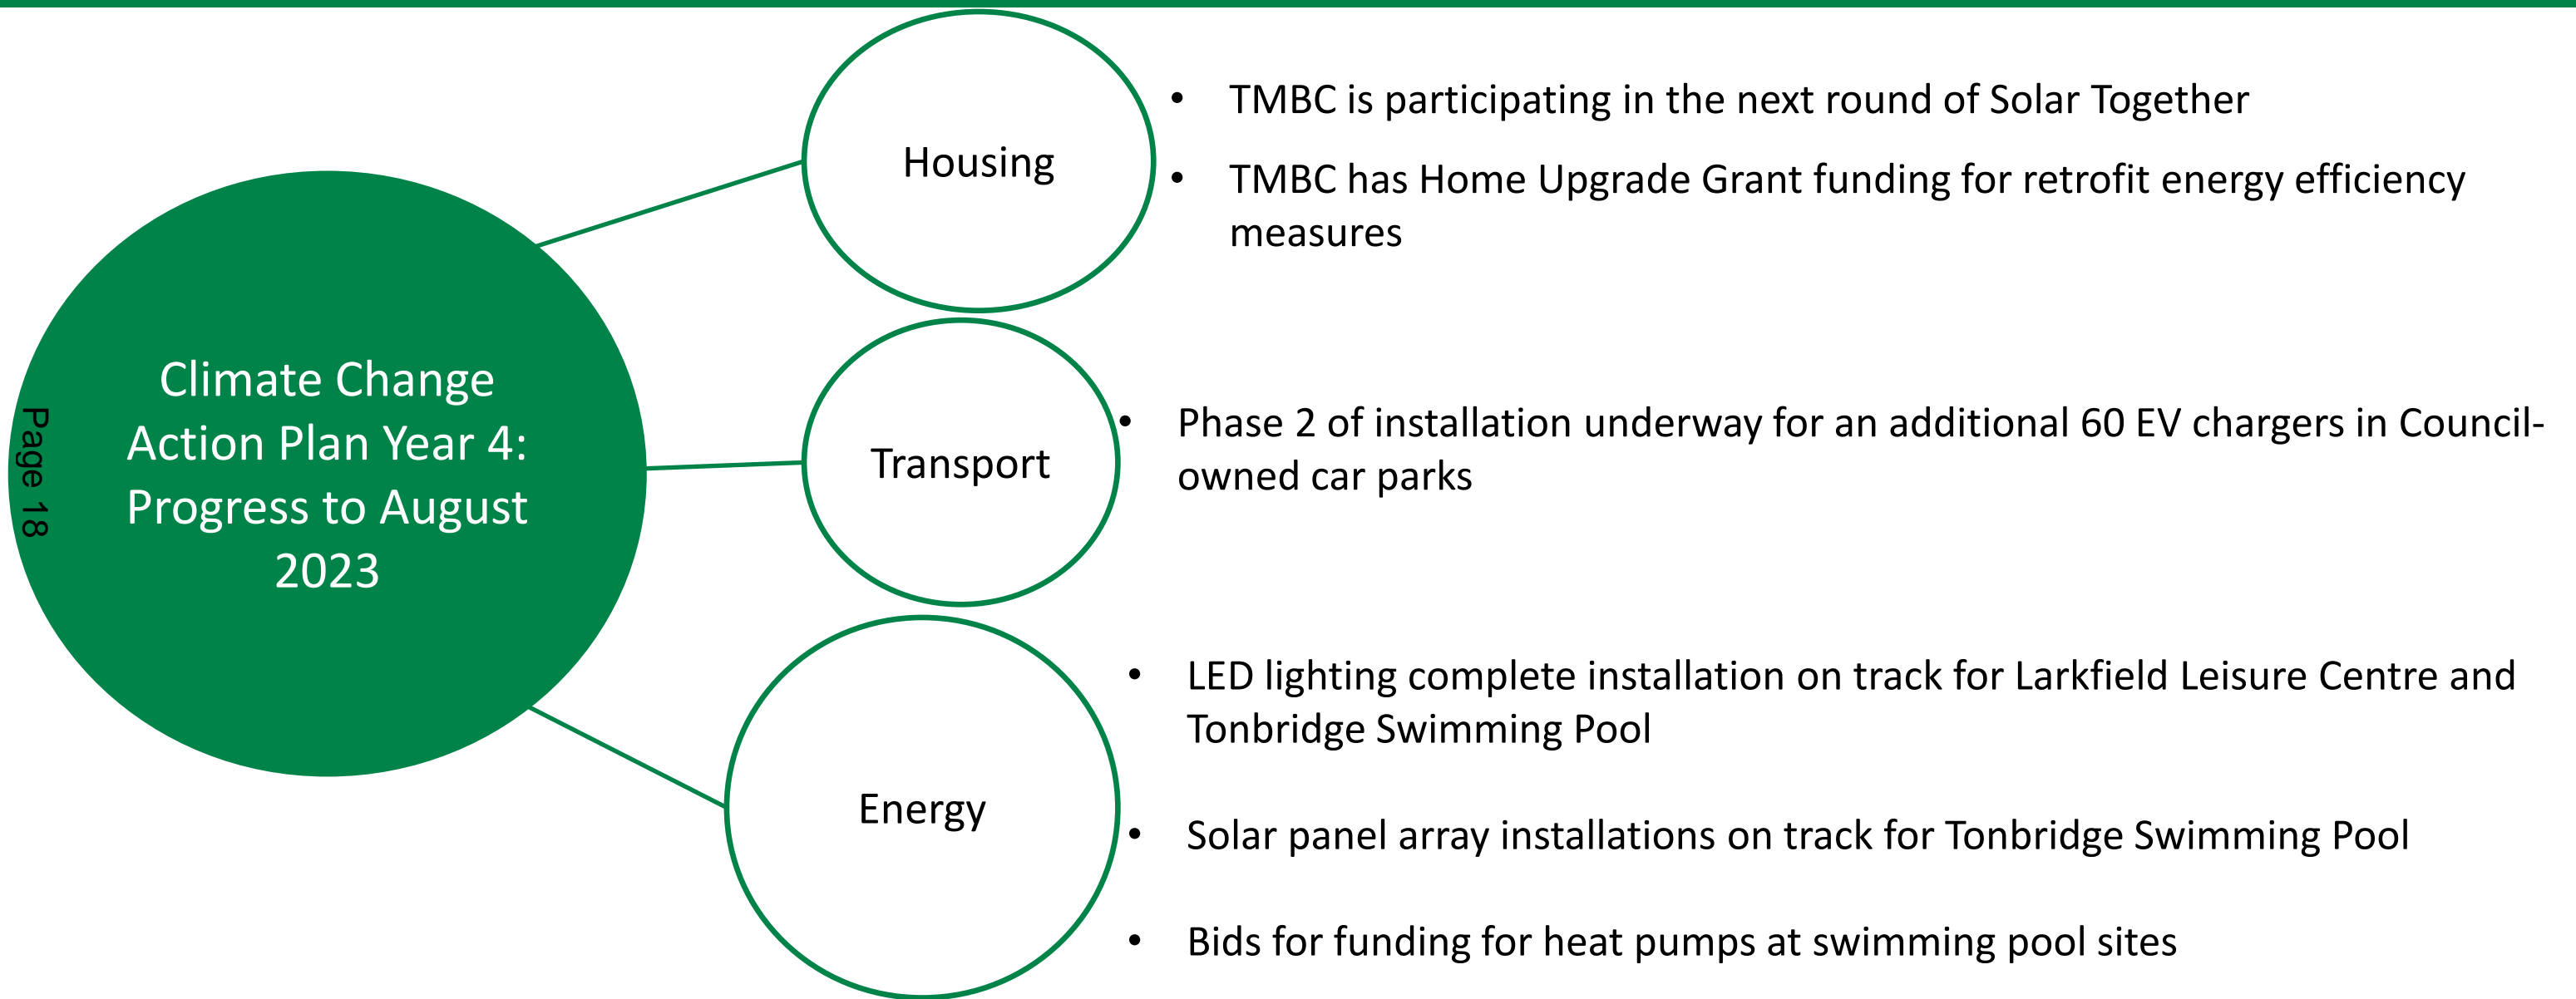 Page 18
Climate Change
Action Plan Year 4:
Progress to August
2023
Housing
• TMBC is participating in the next round of Solar Together
• TMBC has Home Upgrade Grant funding for retrofit energy efficiency
measures
Transport
• Phase 2 of installation underway for an additional 60 EV chargers in Council-
owned car parks
Energy
• LED lighting complete installation on track for Larkfield Leisure Centre and
Tonbridge Swimming Pool
• Solar panel array installations on track for Tonbridge Swimming Pool
• Bids for funding for heat pumps at swimming pool sites